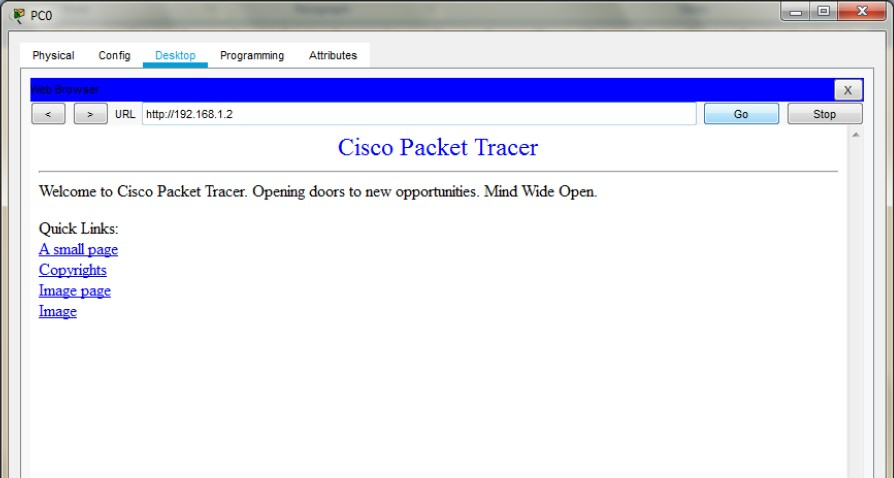 PC0
X
Physical Config Desktop Programming Attributes
Web Browser
X
< > URL http://192.168.1.2 Go Stop
Cisco Packet Tracer
Welcome to Cisco Packet Tracer. Opening doors to new opportunities. Mind Wide Open.
Quick Links:
A small page
Copyrights
Image page
Image